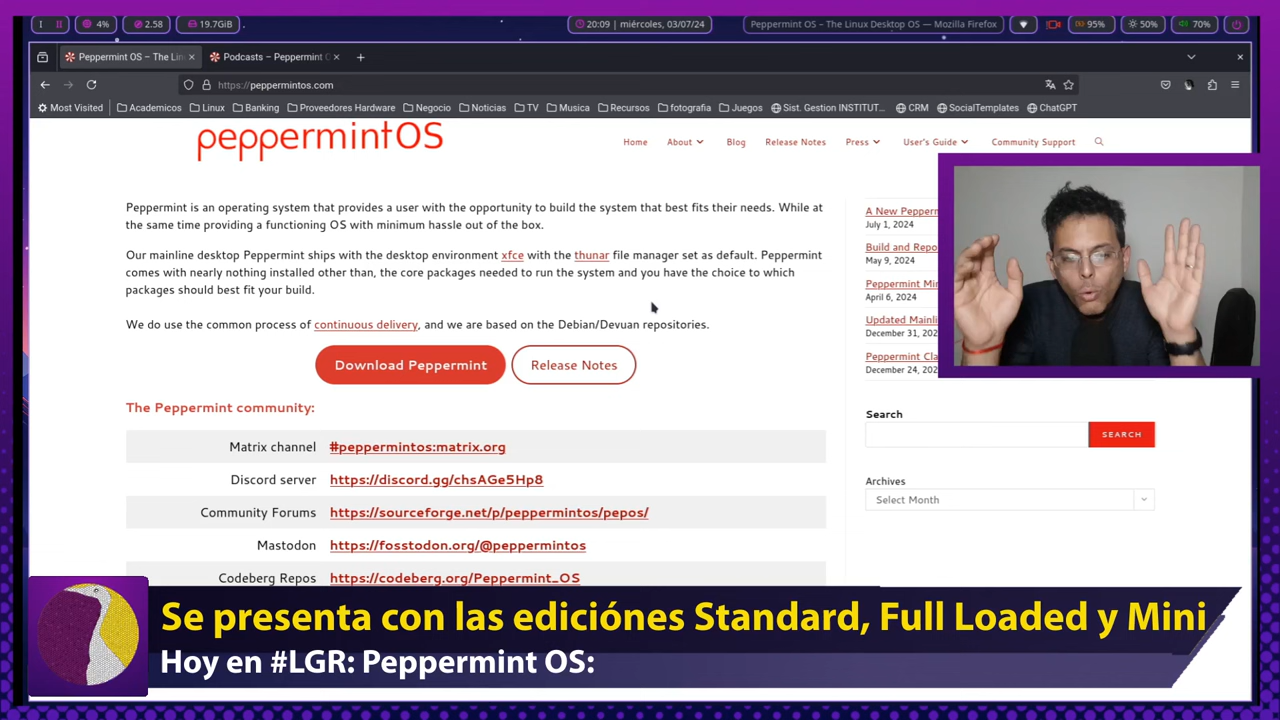 I II 4% 2.58 19.7GiB 20:09 | miércoles, 03/07/24 Peppermint OS – The Linux Desktop OS — Mozilla Firefox 95% 50% 70%
Peppermint OS – The Lin Podcasts – Peppermint O
https://peppermintos.com
Most Visited Academicos Linux Banking Proveedores Hardware Negocio Noticias TV Musica Recursos fotografia Juegos Sist. Gestion INSTITUT... CRM SocialTemplates ChatGPT
peppermintOS
Home About Blog Release Notes Press User's Guide Community Support
Peppermint is an operating system that provides a user with the opportunity to build the system that best fits their needs. While at
the same time providing a functioning OS with minimum hassle out of the box.
Our mainline desktop Peppermint ships with the desktop environment xfce with the thunar file manager set as default. Peppermint
comes with nearly nothing installed other than, the core packages needed to run the system and you have the choice to which
packages should best fit your build.
We do use the common process of continuous delivery, and we are based on the Debian/Devuan repositories.
Download Peppermint Release Notes
The Peppermint community:
Matrix channel #peppermintos:matrix.org
Discord server https://discord.gg/chsAGe5Hp8
Community Forums https://sourceforge.net/p/peppermintos/pepos/
Mastodon https://fosstodon.org/@peppermintos
Codeberg Repos https://codeberg.org/Peppermint_OS
A New Pepperm
July 1, 2024
Build and Repo
May 9, 2024
Peppermint Min
April 6, 2024
Updated Mainli
December 31, 202
Peppermint Cla
December 24, 202
Search
SEARCH
Archives
Select Month
Se presenta con las ediciónes Standard, Full Loaded y Mini
Hoy en #LGR: Peppermint OS: